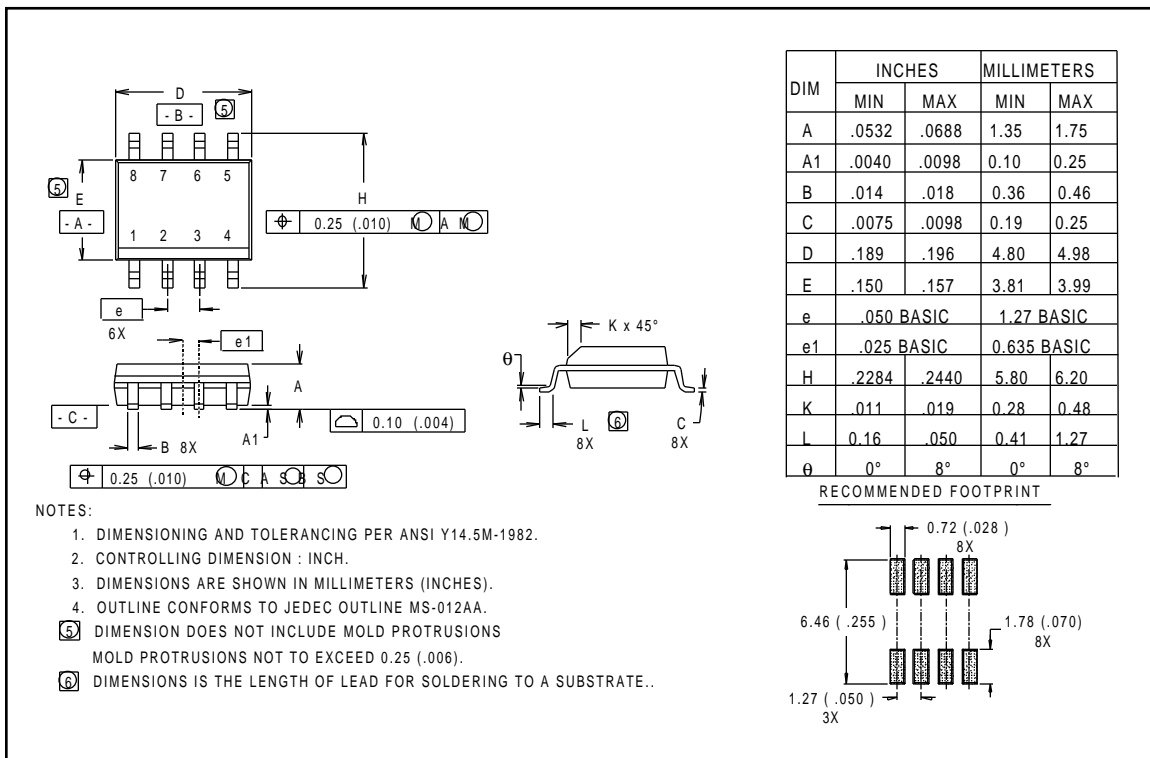 D
- B -
5
8 7 6 5
5
E
- A -
H
0.25 (.010) M A M
1 2 3 4
e
6X
e1
K x 45°
θ
A
- C -
B 8X
A1
0.10 (.004)
L
8X
6
C
8X
0.25 (.010) M C A S B S
DIM INCHES MILLIMETERS
MIN MAX MIN MAX
A .0532 .0688 1.35 1.75
A1 .0040 .0098 0.10 0.25
B .014 .018 0.36 0.46
C .0075 .0098 0.19 0.25
D .189 .196 4.80 4.98
E .150 .157 3.81 3.99
e .050 BASIC 1.27 BASIC
e1 .025 BASIC 0.635 BASIC
H .2284 .2440 5.80 6.20
K .011 .019 0.28 0.48
L 0.16 .050 0.41 1.27
θ 0° 8° 0° 8°
NOTES:
1. DIMENSIONING AND TOLERANCING PER ANSI Y14.5M-1982.
2. CONTROLLING DIMENSION : INCH.
3. DIMENSIONS ARE SHOWN IN MILLIMETERS (INCHES).
4. OUTLINE CONFORMS TO JEDEC OUTLINE MS-012AA.
5 DIMENSION DOES NOT INCLUDE MOLD PROTRUSIONS
MOLD PROTRUSIONS NOT TO EXCEED 0.25 (.006).
6 DIMENSIONS IS THE LENGTH OF LEAD FOR SOLDERING TO A SUBSTRATE..
RECOMMENDED FOOTPRINT
0.72 (.028 )
8X
6.46 ( .255 )
1.78 (.070)
8X
1.27 ( .050 )
3X